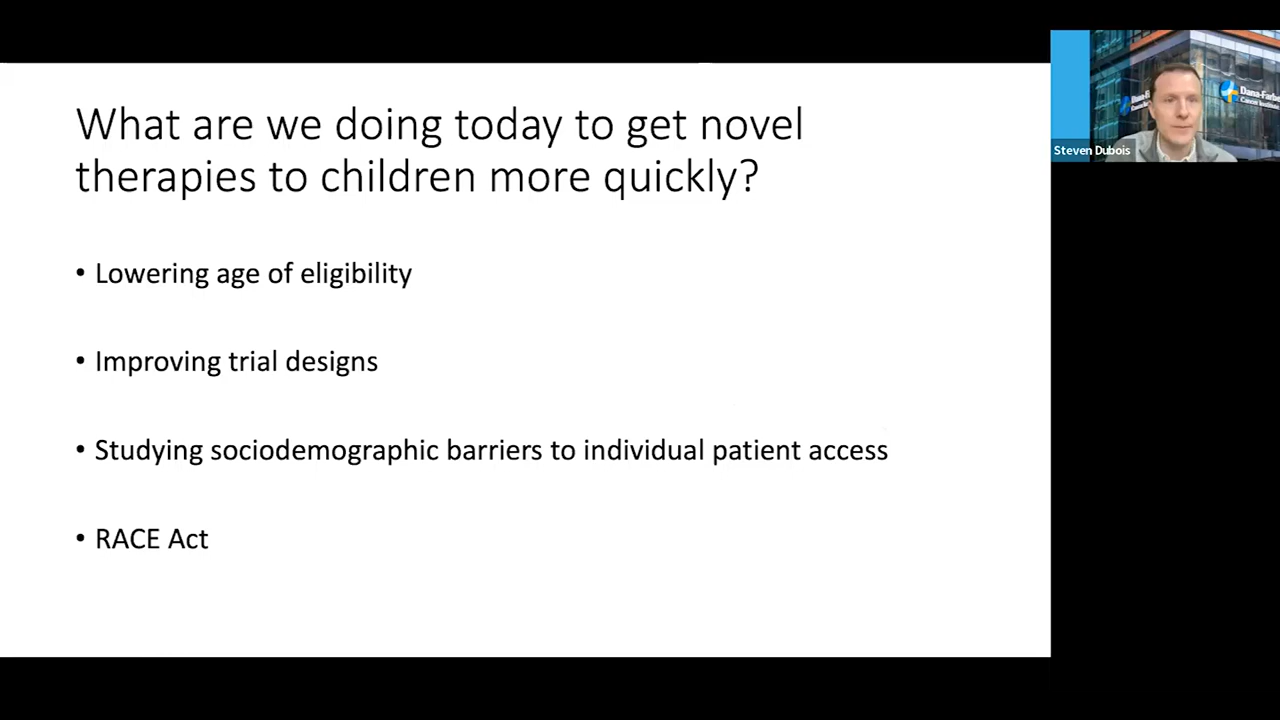 What are we doing today to get novel
therapies to children more quickly?
• Lowering age of eligibility
• Improving trial designs
• Studying sociodemographic barriers to individual patient access
• RACE Act
Steven Dubois